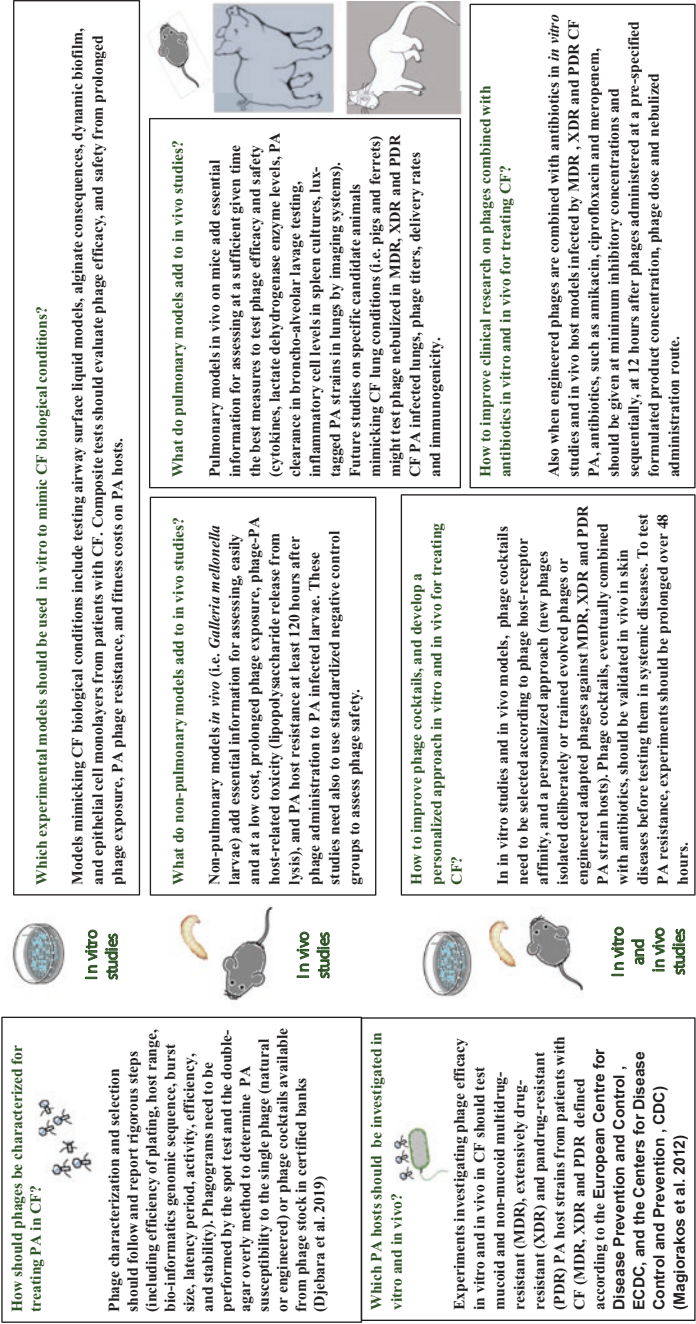 How should phages be characterized for
treating PA in CF?
Phage characterization and selection
should follow and report rigorous steps
(including efficiency of plating, host range,
bio-informatics genomic sequence, burst
size, latency period, activity, efficiency,
and stability). Phagograms need to be
performed by the spot test and the double-
agar overly method to determine PA
susceptibility to the single phage (natural
or engineered) or phage cocktails available
from phage stock in certified banks
(Djebara et al. 2019)
Which PA hosts should be investigated in
vitro and in vivo?
Experiments investigating phage efficacy
in vitro and in vivo in CF should test
mucoid and non-mucoid multidrug-
resistant (MDR), extensively drug-
resistant (XDR) and pandrug-resistant
(PDR) PA host strains from patients with
CF (MDR, XDR and PDR defined
according to the European Centre for
Disease Prevention and Control ,
ECDC, and the Centers for Disease
Control and Prevention , CDC)
(Magiorakos et al. 2012)
In vitro
studies
Which experimental models should be used in vitro to mimic CF biological conditions?
Models mimicking CF biological conditions include testing airway surface liquid models, alginate consequences, dynamic biofilm,
and epithelial cell monolayers from patients with CF. Composite tests should evaluate phage efficacy, and safety from prolonged
phage exposure, PA phage resistance, and fitness costs on PA hosts.
In vivo
studies
What do non-pulmonary models add to in vivo studies?
Non-pulmonary models in vivo (i.e. Galleria mellonella
larvae) add essential information for assessing, easily
and at a low cost, prolonged phage exposure, phage-PA
host-related toxicity (lipopolysaccharide release from
lysis), and PA host resistance at least 120 hours after
phage administration to PA infected larvae. These
studies need also to use standardized negative control
groups to assess phage safety.
What do pulmonary models add to in vivo studies?
Pulmonary models in vivo on mice add essential
information for assessing at a sufficient given time
the best measures to test phage efficacy and safety
(cytokines, lactate dehydrogenase enzyme levels, PA
clearance in broncho-alveolar lavage testing,
inflammatory cell levels in spleen cultures, lux-
tagged PA strains in lungs by imaging systems).
Future studies on specific candidate animals
mimicking CF lung conditions (i.e. pigs and ferrets)
might test phage nebulized in MDR, XDR and PDR
CF PA infected lungs, phage titers, delivery rates
and immunogenicity.
In vitro
and
in vivo
studies
How to improve phage cocktails, and develop a
personalized approach in vitro and in vivo for treating
CF?
In in vitro studies and in vivo models, phage cocktails
need to be selected according to phage host-receptor
affinity, and a personalized approach (new phages
isolated deliberately or trained evolved phages or
engineered adapted phages against MDR, XDR and PDR
PA strain hosts). Phage cocktails, eventually combined
with antibiotics, should be validated in vivo in skin
diseases before testing them in systemic diseases. To test
PA resistance, experiments should be prolonged over 48
hours.
How to improve clinical research on phages combined with
antibiotics in vitro and in vivo for treating CF?
Also when engineered phages are combined with antibiotics in in vitro
studies and in vivo host models infected by MDR , XDR and PDR CF
PA, antibiotics, such as amikacin, ciprofloxacin and meropenem,
should be given at minimum inhibitory concentrations and
sequentially, at 12 hours after phages administered at a pre-specified
formulated product concentration, phage dose and nebulized
administration route.